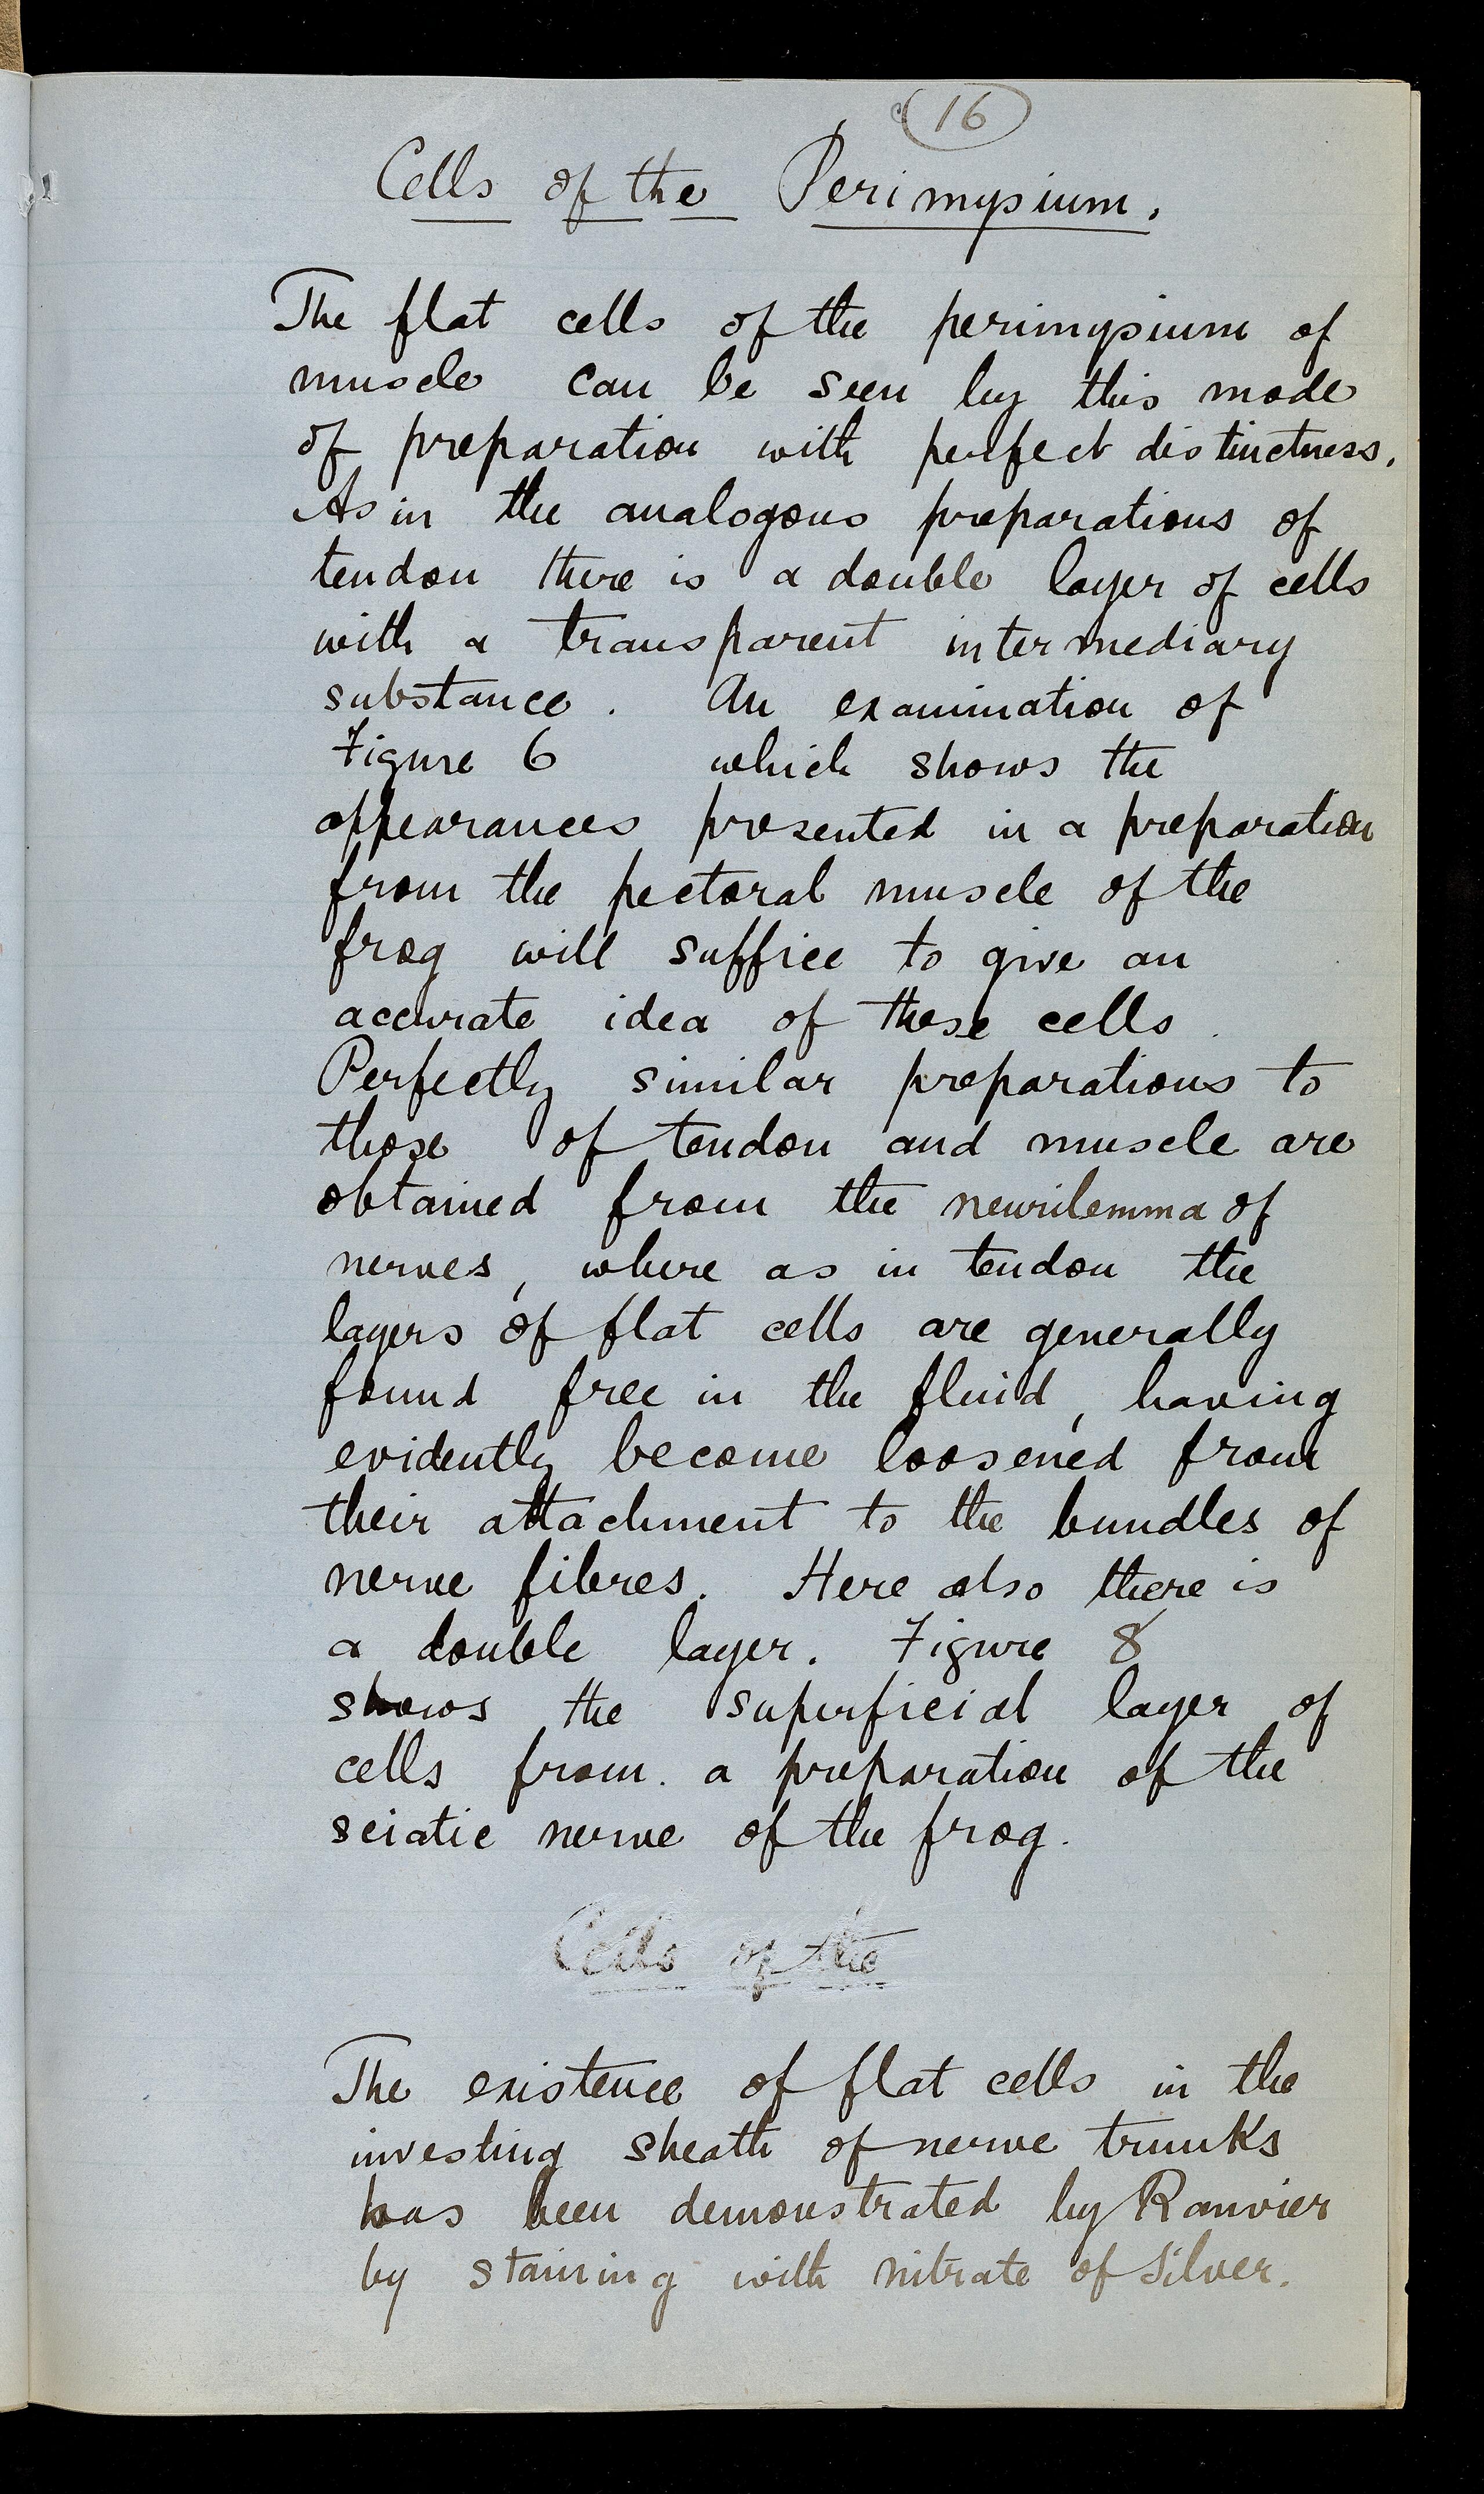 16
Cells of the Perimysium.
The flat cells of the perimysium of
muscle can be seen by this mode
of preparation with perfect distinctness.
As in the analogous preparations of
tendon there is a double layer of cells
with a transparent intermediary
substance. An examination of
Figure 6 which shows the
appearances presented in a preparation
from the pectoral muscle of the
frog will suffice to give an
accurate idea of these cells.
Perfectly similar preparations to
those of tendon and muscle are
obtained from the neurilemma of
nerves, where as in tendon the
layers of flat cells are generally
found free in the fluid, having
evidently become loosened from
their attachment to the bundles of
nerve fibres. Here also there is
a double layer. Figure 8
shows the superficial layer of
cells from a preparation of the
sciatic nerve of the frog.
Cells of the
The existence of flat cells in the
investing sheath of nerve trunks
has been demonstrated by Ranvier
by staining with nitrate of Silver.